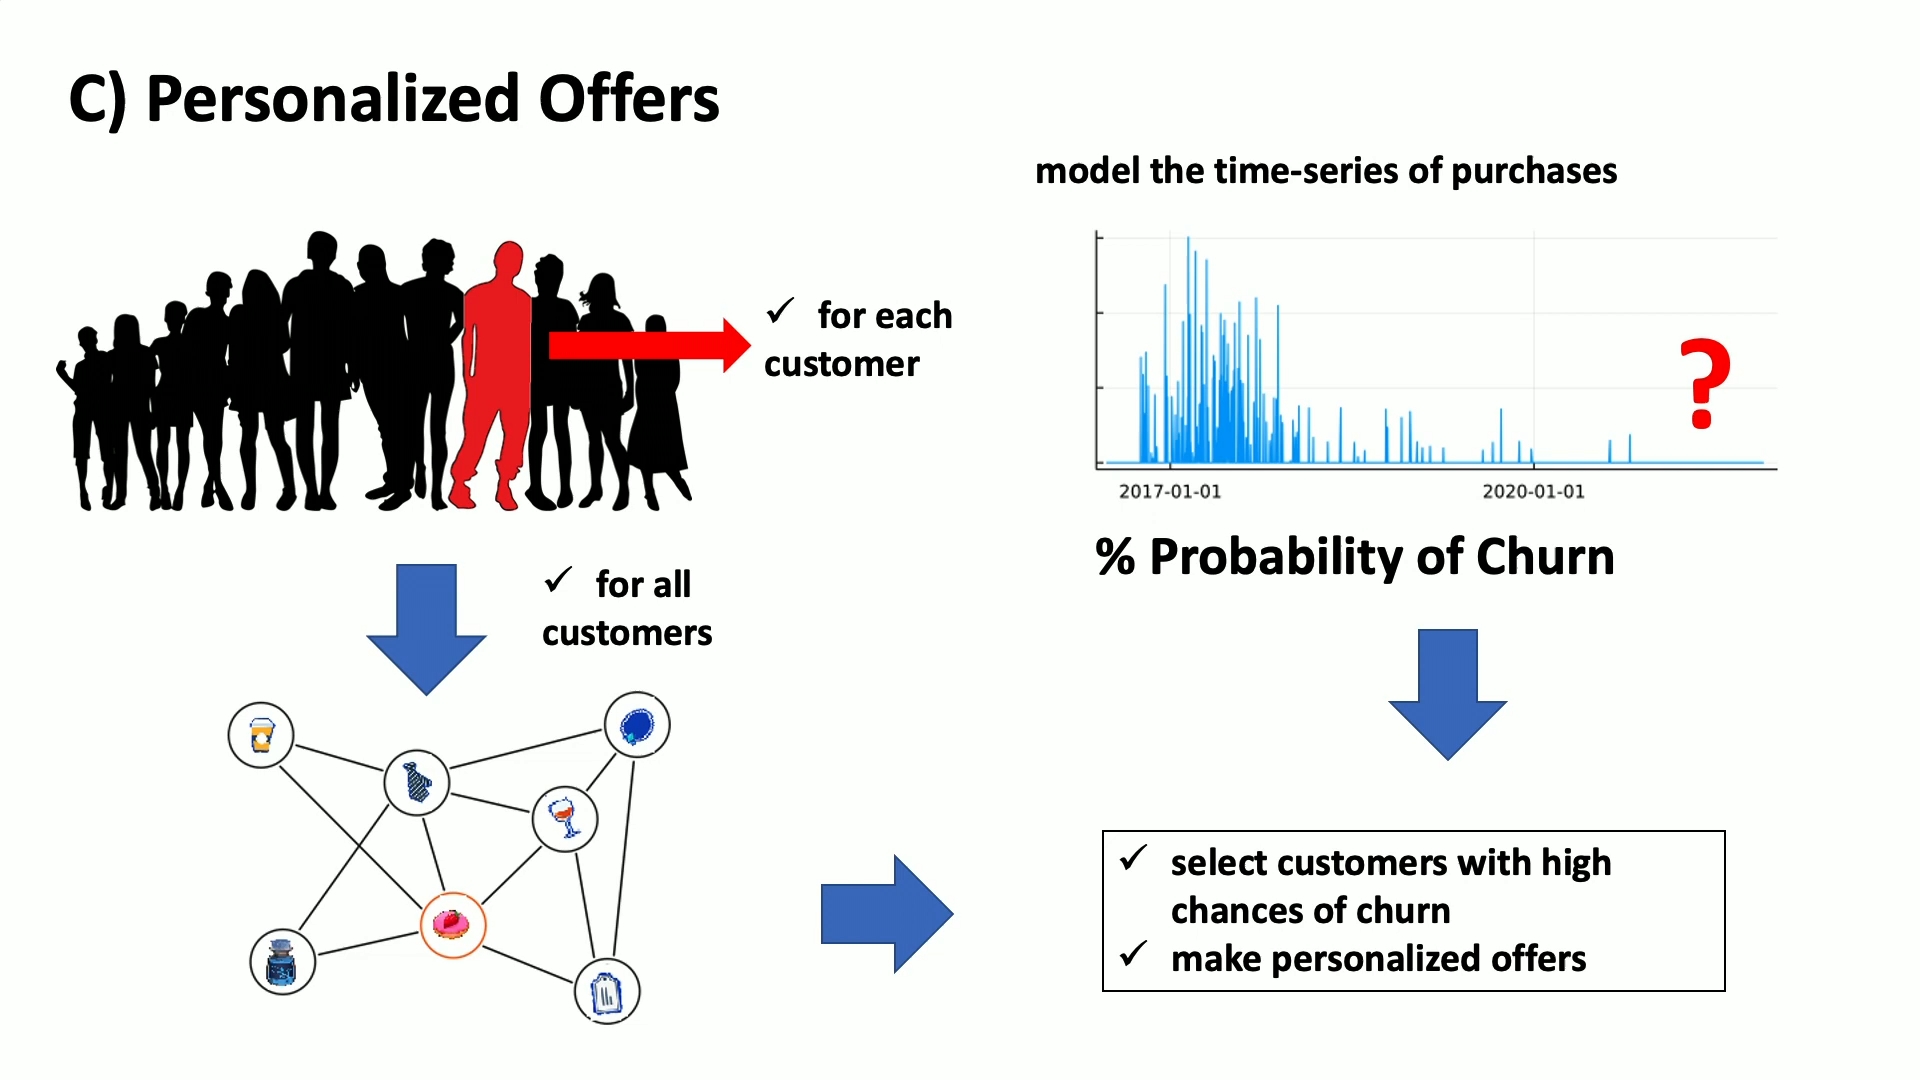 C) Personalized Offers
model the time-series of purchases
✓ for each
customer
?
2017-01-01
2020-01-01
% Probability of Churn
✓ for all
customers
✓ select customers with high
chances of churn
✓ make personalized offers